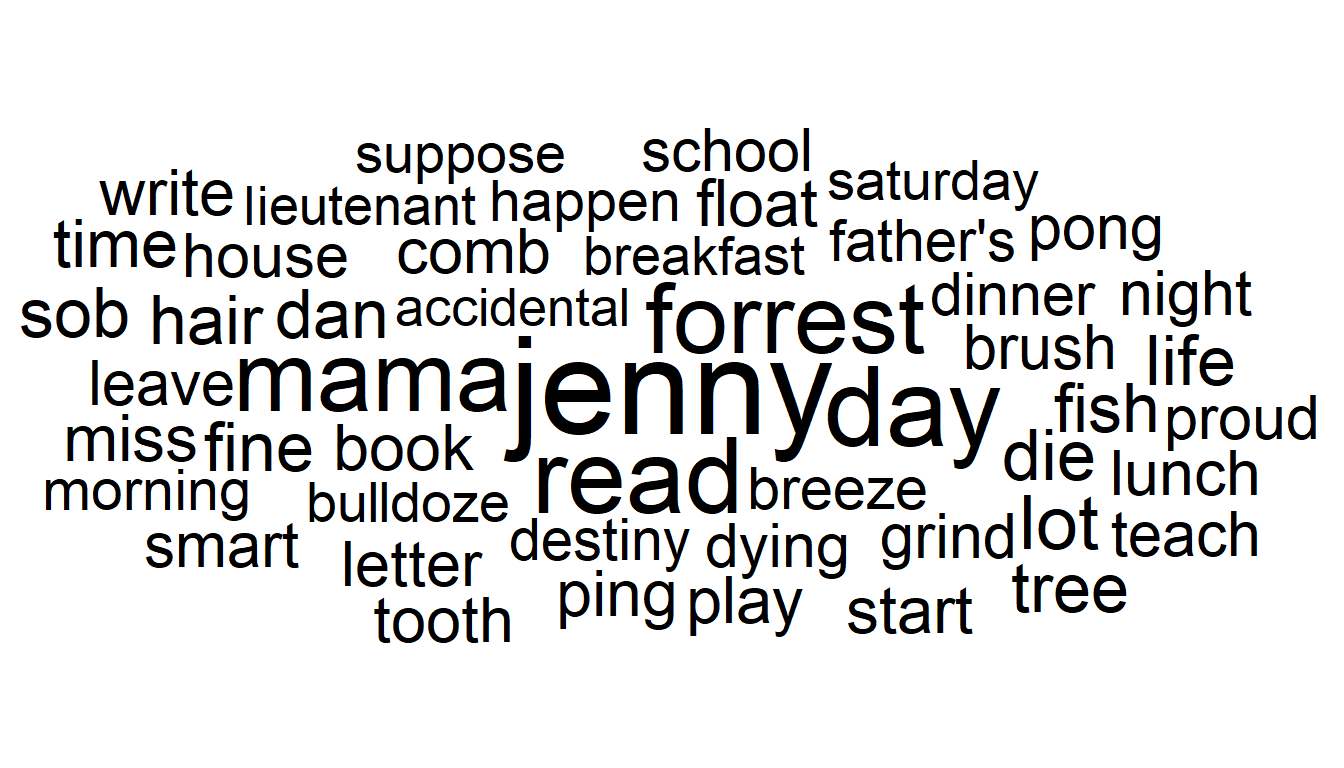 suppose school
write lieutenant happen float saturday
time house comb breakfast father's pong
sob hair dan accidental forrest dinner night
leave mama jenny day brush life
miss fine book read breeze die fish proud
morning bulldoze destiny dying grind lot lunch
smart letter ping play start tree teach
tooth